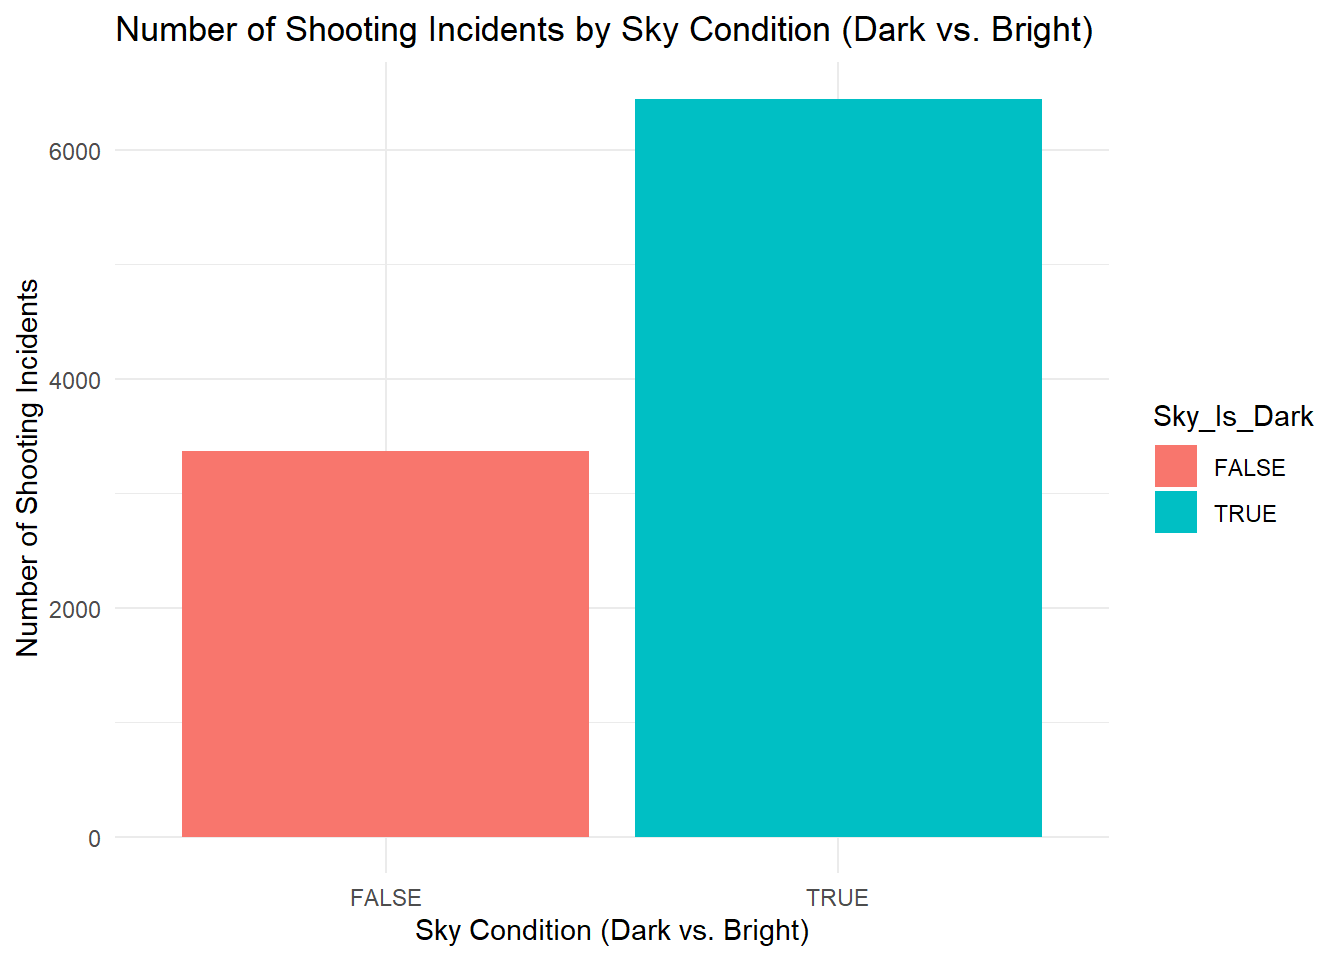 Number of Shooting Incidents by Sky Condition (Dark vs. Bright)
Number of Shooting Incidents
6000
4000
2000
0
FALSE
TRUE
Sky Condition (Dark vs. Bright)
Sky_Is_Dark
FALSE
TRUE